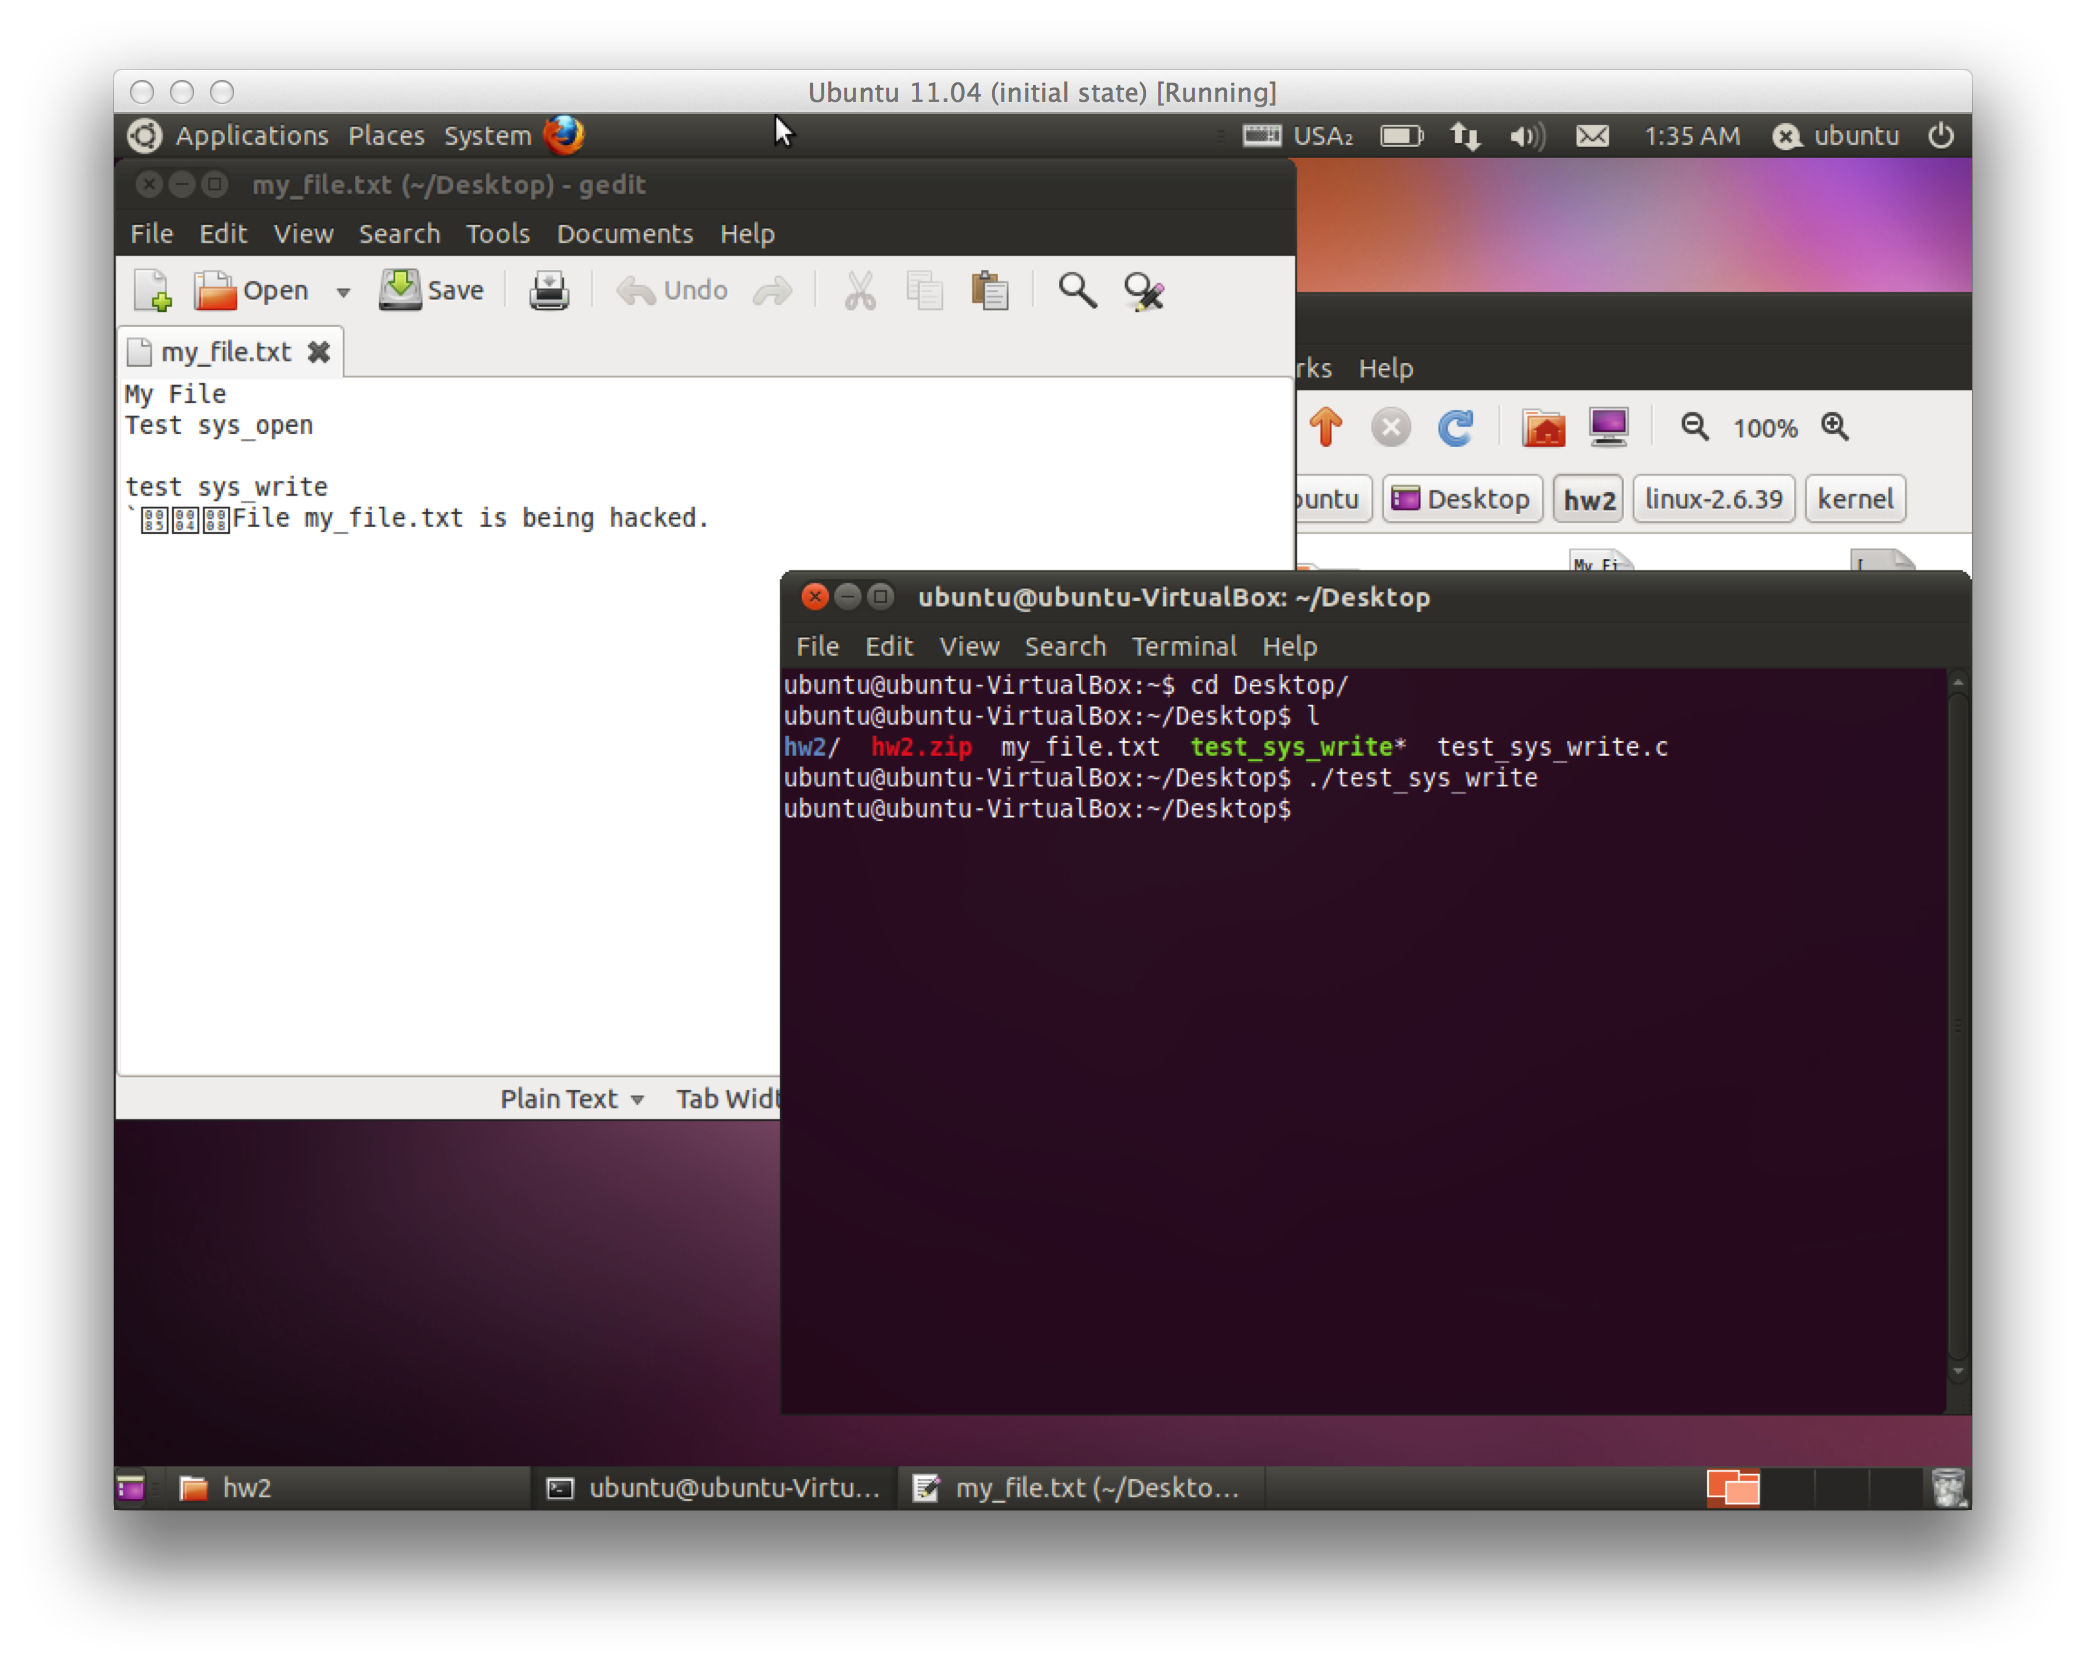 Ubuntu 11.04 (initial state) [Running]
Applications Places System USA₂ 1:35 AM ubuntu
my_file.txt (~/Desktop) - gedit
File Edit View Search Tools Documents Help
Open Save Undo
my_file.txt
My File
Test sys_open
test sys_write
`File my_file.txt is being hacked.
Plain Text
Tab Widt
rks Help
100%
buntu Desktop hw2 linux-2.6.39 kernel
My Fi
ubuntu@ubuntu-VirtualBox: ~/Desktop
File Edit View Search Terminal Help
ubuntu@ubuntu-VirtualBox:~$ cd Desktop/
ubuntu@ubuntu-VirtualBox:~/Desktop$ l
hw2/ hw2.zip my_file.txt test_sys_write* test_sys_write.c
ubuntu@ubuntu-VirtualBox:~/Desktop$ ./test_sys_write
ubuntu@ubuntu-VirtualBox:~/Desktop$
hw2 ubuntu@ubuntu-Virtu... my_file.txt (~/Deskto...